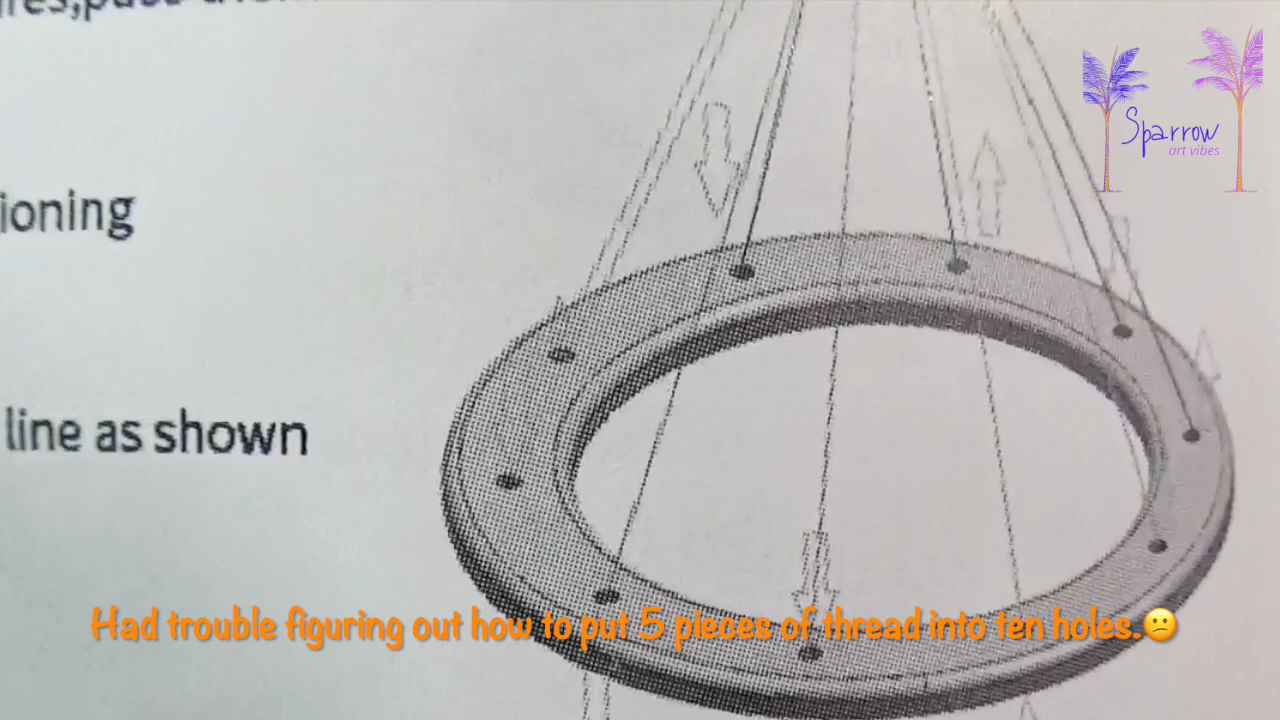 Sparrow
art vibes
ioning
line as shown
Had trouble figuring out how to put 5 pieces of thread into ten holes.😕